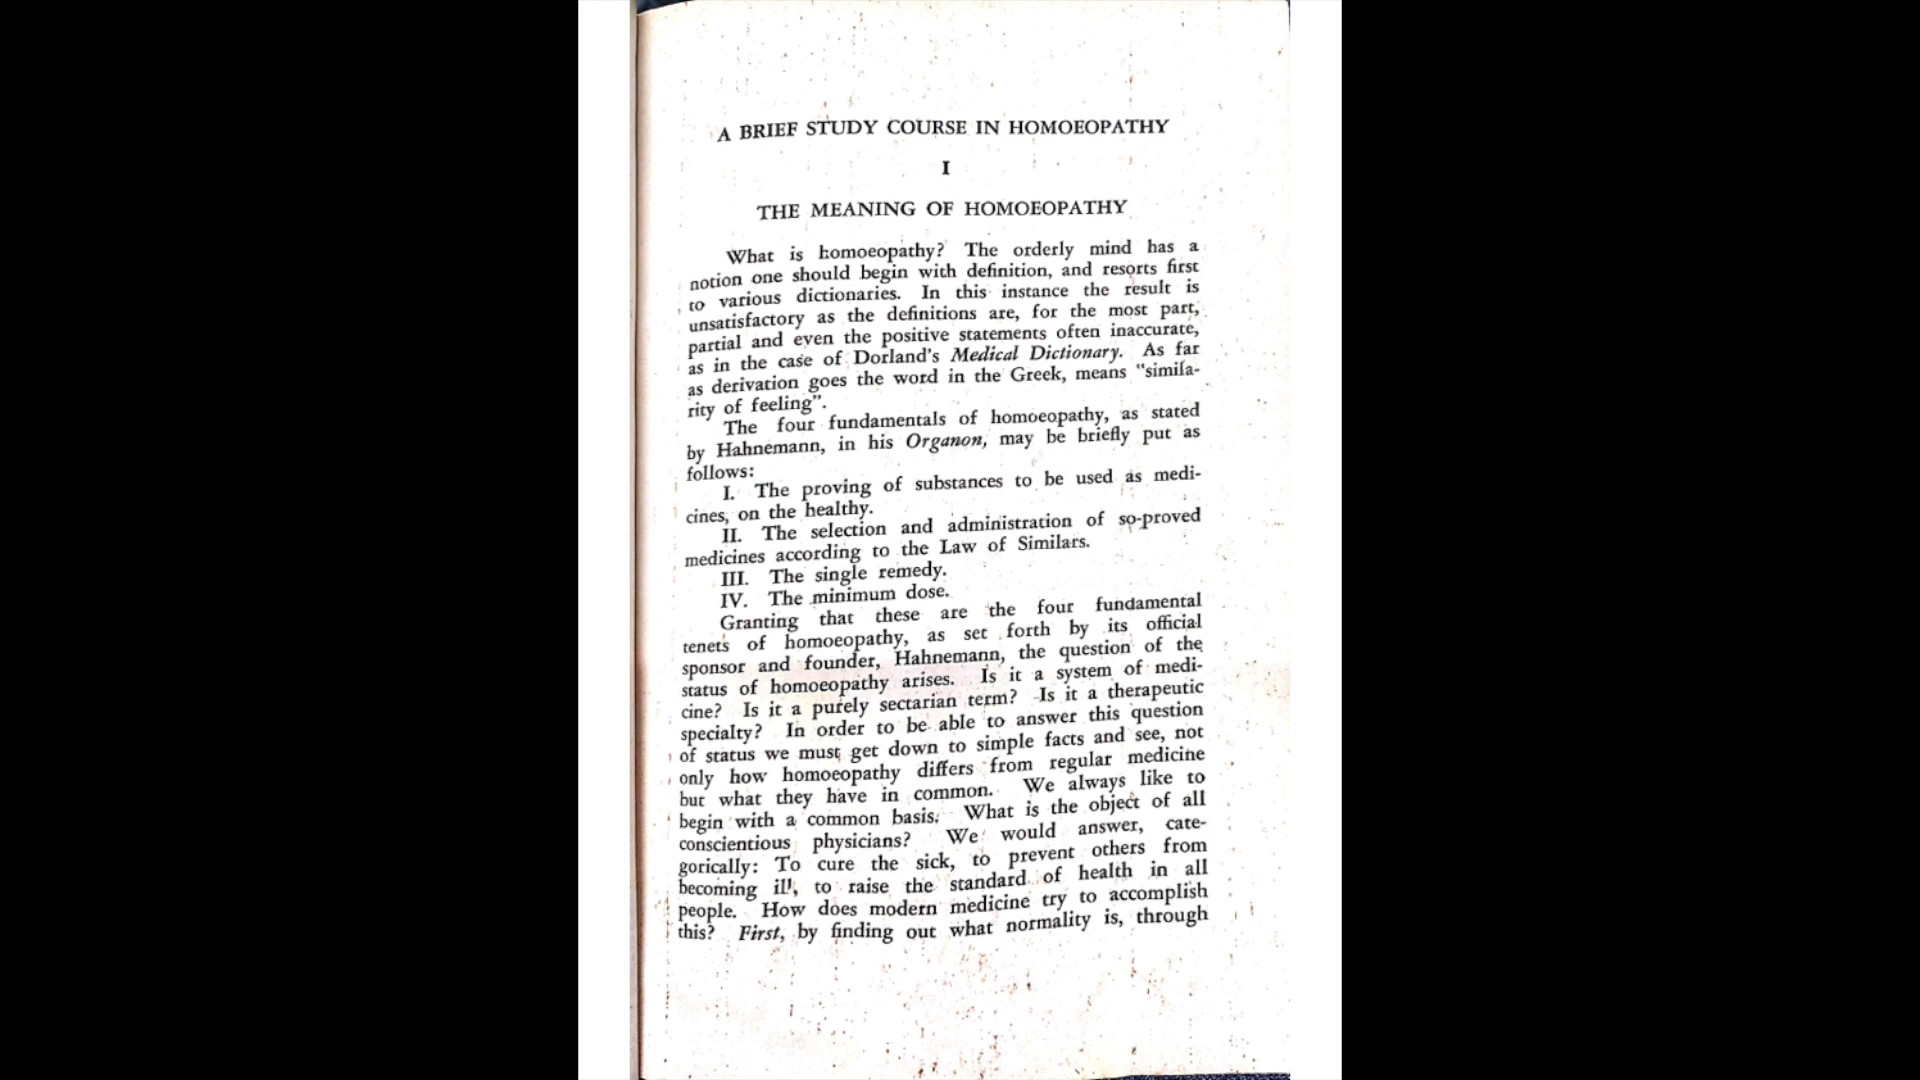 A BRIEF STUDY COURSE IN HOMOEOPATHY
I
THE MEANING OF HOMOEOPATHY
What is homoeopathy? The orderly mind has a
notion one should begin with definition, and resorts first
to various dictionaries. In this instance the result is
unsatisfactory as the definitions are, for the most part,
partial and even the positive statements often inaccurate,
as in the case of Dorland's Medical Dictionary. As far
as derivation goes the word in the Greek, means "simila-
rity of feeling".
The four fundamentals of homoeopathy, as stated
by Hahnemann, in his Organon, may be briefly put as
follows:
I. The proving of substances to be used as medi-
cines, on the healthy.
II. The selection and administration of so-proved
medicines according to the Law of Similars.
III. The single remedy.
IV. The minimum dose.
Granting that these are the four fundamental
tenets of homoeopathy, as set forth by its official
sponsor and founder, Hahnemann, the question of the
status of homoeopathy arises. Is it a system of medi-
cine? Is it a purely sectarian term? Is it a therapeutic
specialty? In order to be able to answer this question
of status we must get down to simple facts and see, not
only how homoeopathy differs from regular medicine
but what they have in common. We always like to
begin with a common basis. What is the object of all
conscientious physicians? We would answer, cate-
gorically: To cure the sick, to prevent others from
becoming ill, to raise the standard of health in all
people. How does modern medicine try to accomplish
this? First, by finding out what normality is, through